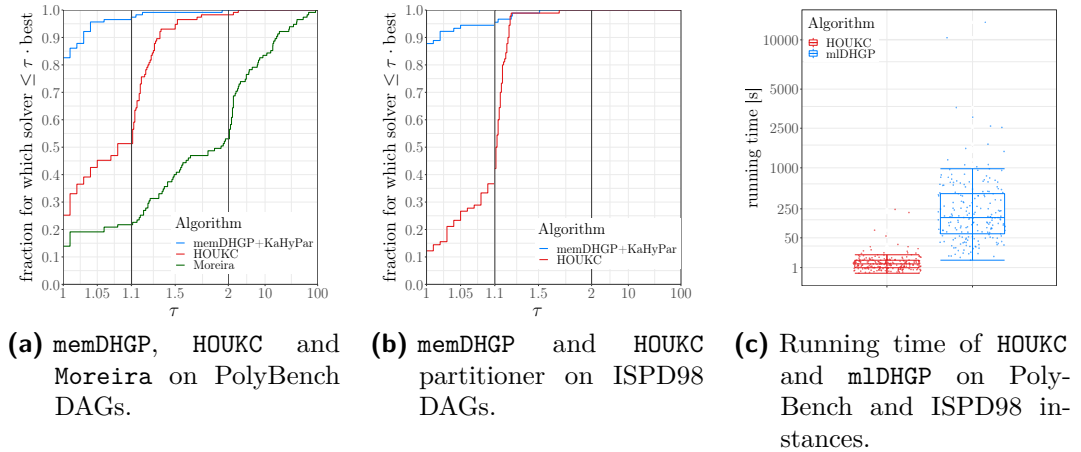 fraction for which solver ≤ τ · best
1.0
0.9
0.8
0.7
0.6
0.5
0.4
0.3
0.2
0.1
0.0
Algorithm
memDHGP+KaHyPar
HOUKC
Moreira
1 1.05 1.1 1.5 2 10 100
τ
(a) memDHGP, HOUKC and
Moreira on PolyBench
DAGs.
fraction for which solver ≤ τ · best
1.0
0.9
0.8
0.7
0.6
0.5
0.4
0.3
0.2
0.1
0.0
Algorithm
memDHGP+KaHyPar
HOUKC
1 1.05 1.1 1.5 2 10 100
τ
(b) memDHGP and HOUKC
partitioner on ISPD98
DAGs.
running time [s]
Algorithm
HOUKC
mlDHGP
10000
5000
2500
1000
250
50
1
(c) Running time of HOUKC
and mlDHGP on Poly-
Bench and ISPD98 in-
stances.